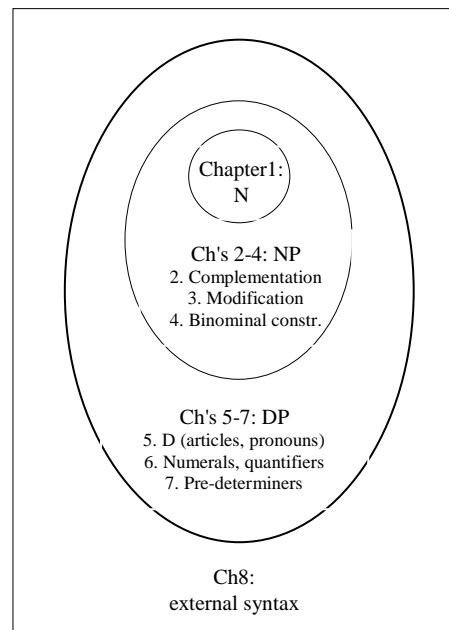 Chapter1:
N
Ch's 2-4: NP
2. Complementation
3. Modification
4. Binominal constr.
Ch's 5-7: DP
5. D (articles, pronouns)
6. Numerals, quantifiers
7. Pre-determiners
Ch8:
external syntax